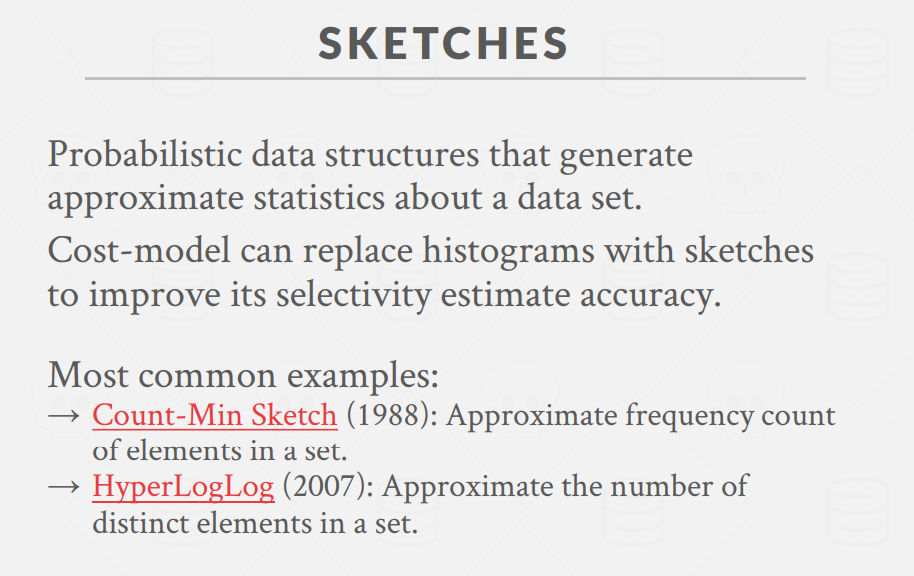 SKETCHES
Probabilistic data structures that generate
approximate statistics about a data set.
Cost-model can replace histograms with sketches
to improve its selectivity estimate accuracy.
Most common examples:
→ Count-Min Sketch (1988): Approximate frequency count
of elements in a set.
→ HyperLogLog (2007): Approximate the number of
distinct elements in a set.